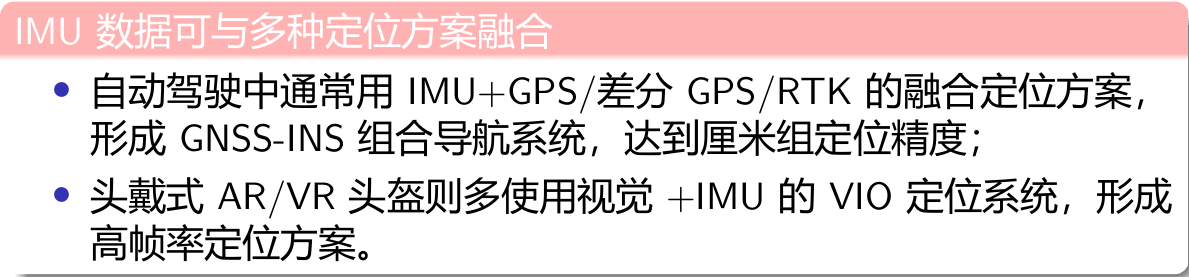 IMU 数据可与多种定位方案融合
• 自动驾驶中通常用 IMU+GPS/差分 GPS/RTK 的融合定位方案，
形成 GNSS-INS 组合导航系统，达到厘米组定位精度；
• 头戴式 AR/VR 头盔则多使用视觉 +IMU 的 VIO 定位系统，形成
高帧率定位方案。